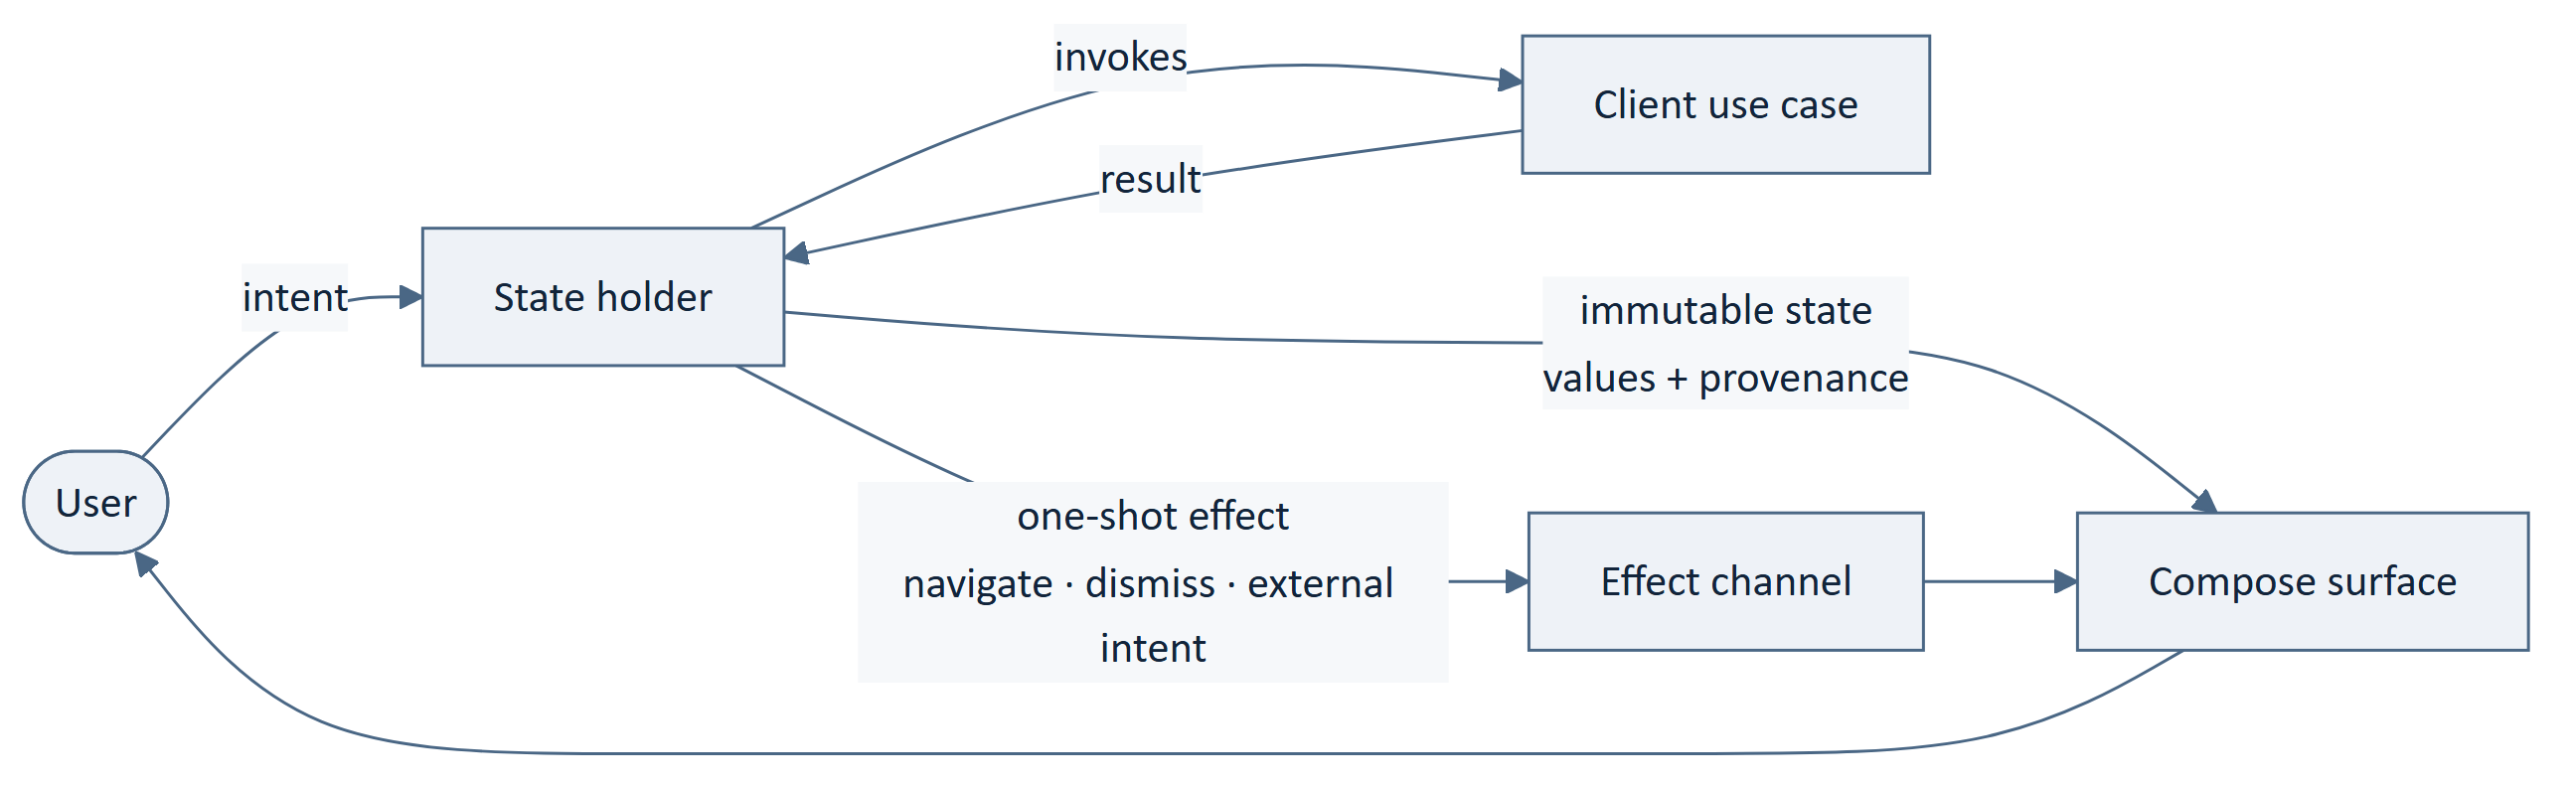 invokes
Client use case
result
intent
State holder
immutable state
values + provenance
User
one-shot effect
navigate · dismiss · external
intent
Effect channel
Compose surface